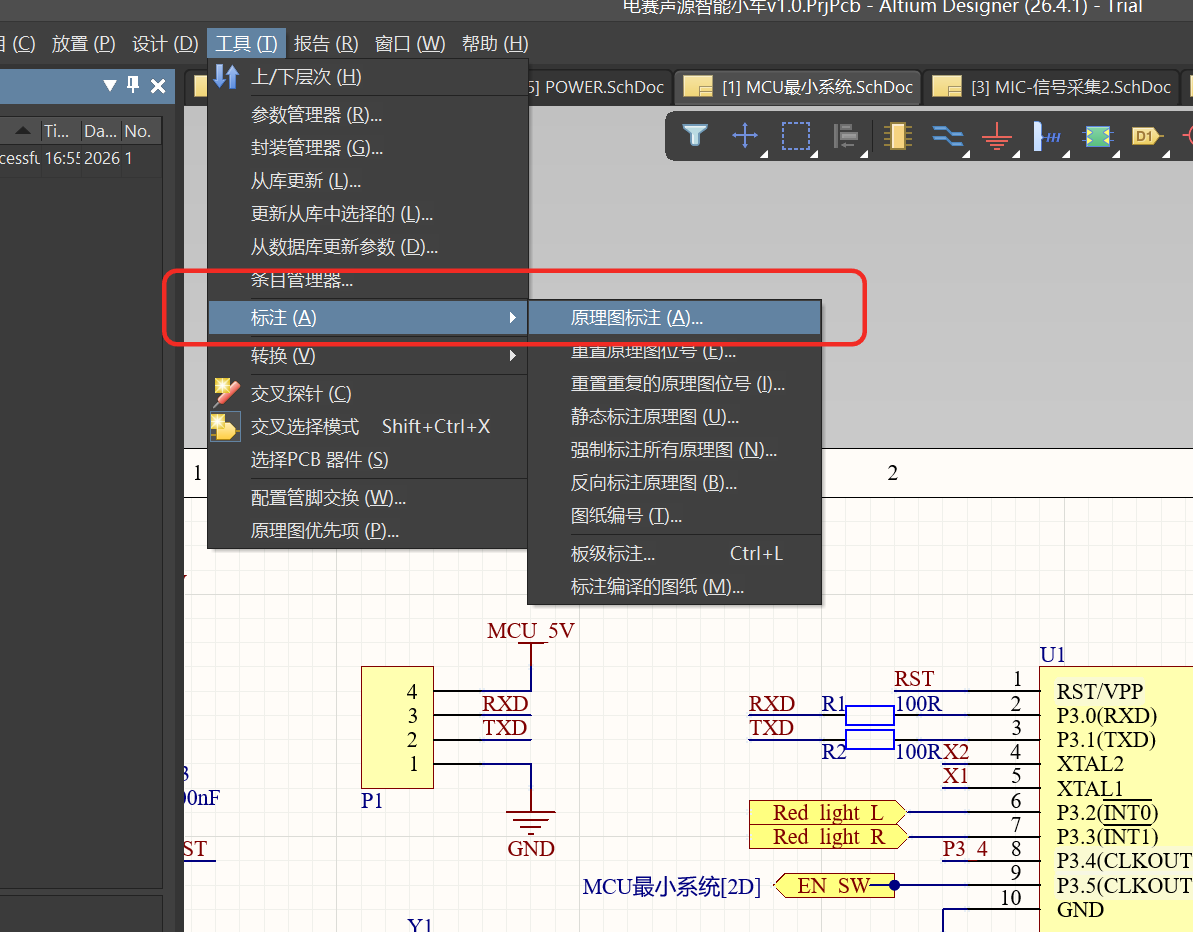 电赛声源智能小车v1.0.PrjPcb - Altium Designer (26.4.1) - Trial
(C) 放置 (P) 设计 (D) 工具 (T) 报告 (R) 窗口 (W) 帮助 (H)
POWER.SchDoc [1] MCU最小系统.SchDoc [3] MIC-信号采集2.SchDoc
Ti... Da... No.
16:55 2026 1
D1
上/下层次 (H)
参数管理器 (R)...
封装管理器 (G)...
从库更新 (L)...
更新从库中选择的 (L)...
从数据库更新参数 (D)...
条目管理器...
标注 (A)
转换 (V)
交叉探针 (C)
交叉选择模式 Shift+Ctrl+X
选择PCB 器件 (S)
配置管脚交换 (W)...
原理图优先项 (P)...
原理图标注 (A)...
重置原理图位号 (E)...
重置重复的原理图位号 (I)...
静态标注原理图 (U)...
强制标注所有原理图 (N)...
反向标注原理图 (B)...
图纸编号 (T)...
板级标注... Ctrl+L
标注编译的图纸 (M)...
1
2
MCU_5V
4
3
2
1
RXD
TXD
P1
GND
Y1
RXD
TXD
R1
100R
R2
100R
RST
X2
X1
Red light L
Red light R
P3_4
MCU最小系统[2D]
EN_SW
U1
1 RST/VPP
2 P3.0(RXD)
3 P3.1(TXD)
4 XTAL2
5 XTAL1
6 P3.2(INT0)
7 P3.3(INT1)
8 P3.4(CLKOUT
9 P3.5(CLKOUT
10 GND